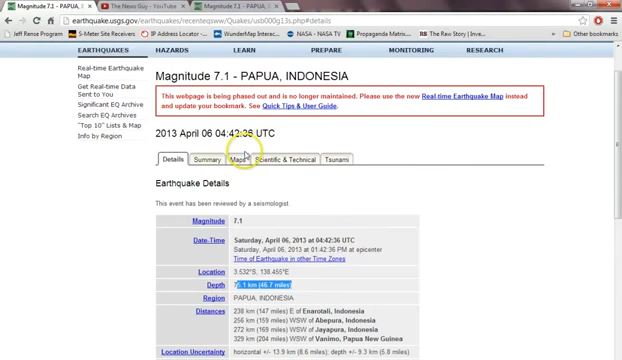 Magnitude 7.1 - PAPUA, IN
The News Guy - YouTube
Magnitude 7.1 - PAPUA, IN
earthquake.usgs.gov/earthquakes/recenteqsww/Quakes/usb000g13s.php#details
Jeff Rense Program
S-Meter Receivers
IP Address Locator -
WunderMap Interac
NASA - NASA TV
Propaganda Matrix
The Raw Story | Inv
Other bookmarks
EARTHQUAKES
HAZARDS
LEARN
PREPARE
MONITORING
RESEARCH
Real-time Earthquake
Map
Get Real-time Data
Sent to You
Significant EQ Archive
Search EQ Archives
"Top 10" Lists & Map
Info by Region
Magnitude 7.1 - PAPUA, INDONESIA
This webpage is being phased out and is no longer maintained. Please use the new Real-time Earthquake Map instead
and update your bookmark. See Quick Tips & User Guide.
2013 April 06 04:42:36 UTC
Details
Summary
Maps
Scientific & Technical
Tsunami
Earthquake Details
This event has been reviewed by a seismologist.
Magnitude 7.1
Date-Time Saturday, April 06, 2013 at 04:42:36 UTC
Saturday, April 06, 2013 at 01:42:36 PM at epicenter
Time of Earthquake in other Time Zones
Location 3.532°S, 138.455°E
Depth 75.1 km (46.7 miles)
Region PAPUA, INDONESIA
Distances 238 km (147 miles) E of Enarotali, Indonesia
256 km (159 miles) WSW of Abepura, Indonesia
272 km (169 miles) WSW of Jayapura, Indonesia
329 km (204 miles) WSW of Vanimo, Papua New Guinea
Location Uncertainty horizontal +/- 13.9 km (8.6 miles); depth +/- 9.3 km (5.8 miles)